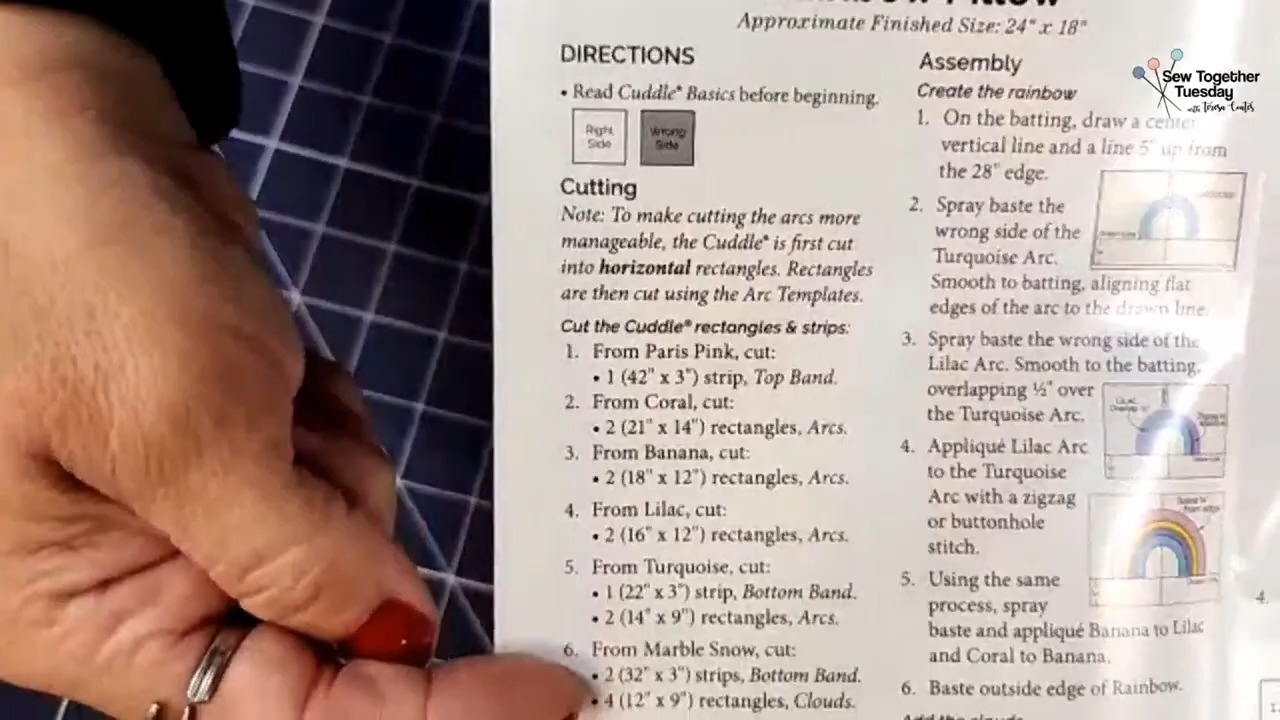 Approximate Finished Size: 24" x 18"
DIRECTIONS
• Read Cuddle® Basics before beginning.
Right
Side
Wrong
Side
Cutting
Note: To make cutting the arcs more
manageable, the Cuddle® is first cut
into horizontal rectangles. Rectangles
are then cut using the Arc Templates.
Cut the Cuddle® rectangles & strips:
1. From Paris Pink, cut:
• 1 (42" x 3") strip, Top Band.
2. From Coral, cut:
• 2 (21" x 14") rectangles, Arcs.
3. From Banana, cut:
• 2 (18" x 12") rectangles, Arcs.
4. From Lilac, cut:
• 2 (16" x 12") rectangles, Arcs.
5. From Turquoise, cut:
• 1 (22" x 3") strip, Bottom Band.
• 2 (14" x 9") rectangles, Arcs.
6. From Marble Snow, cut:
• 2 (32" x 3") strips, Bottom Band.
• 4 (12" x 9") rectangles, Clouds.
Assembly
Create the rainbow
1. On the batting, draw a center
vertical line and a line 5" up from
the 28" edge.
2. Spray baste the
wrong side of the
Turquoise Arc.
Smooth to batting, aligning flat
edges of the arc to the drawn line.
3. Spray baste the wrong side of the
Lilac Arc. Smooth to the batting,
overlapping ½" over
the Turquoise Arc.
4. Appliqué Lilac Arc
to the Turquoise
Arc with a zigzag
or buttonhole
stitch.
5. Using the same
process, spray
baste and appliqué Banana to Lilac
and Coral to Banana.
6. Baste outside edge of Rainbow.
Add the clouds
4.
1.
Sew Together
Tuesday
with Teresa Coates